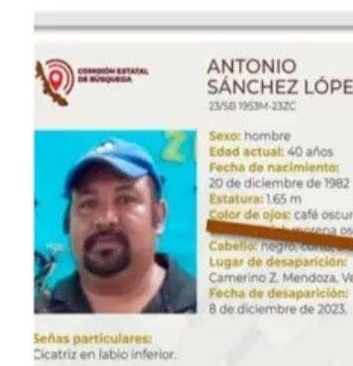 COMISIÓN ESTATAL
DE BÚSQUEDA
ANTONIO
SÁNCHEZ LÓPE
23/SB 1953M-23ZC
Sexo: hombre
Edad actual: 40 años
Fecha de nacimiento:
20 de diciembre de 1982
Estatura: 1.65 m
Color de ojos: café oscur
morena os
Cabello: negro,
Lugar de desaparición:
Camerino Z. Mendoza, Ve
Fecha de desaparición:
8 de diciembre de 2023.
Señas particulares:
Cicatriz en labio inferior.